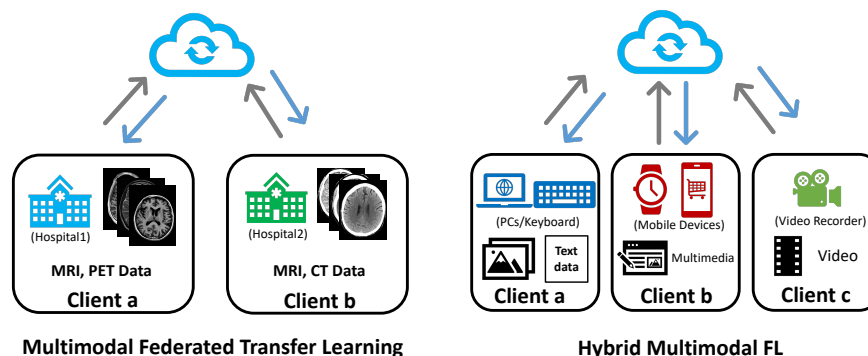 (Hospital1)
MRI, PET Data
Client a
(Hospital2)
MRI, CT Data
Client b
Multimodal Federated Transfer Learning
(PCs/Keyboard)
Text
data
Client a
(Mobile Devices)
Multimedia
Client b
(Video Recorder)
Video
Client c
Hybrid Multimodal FL